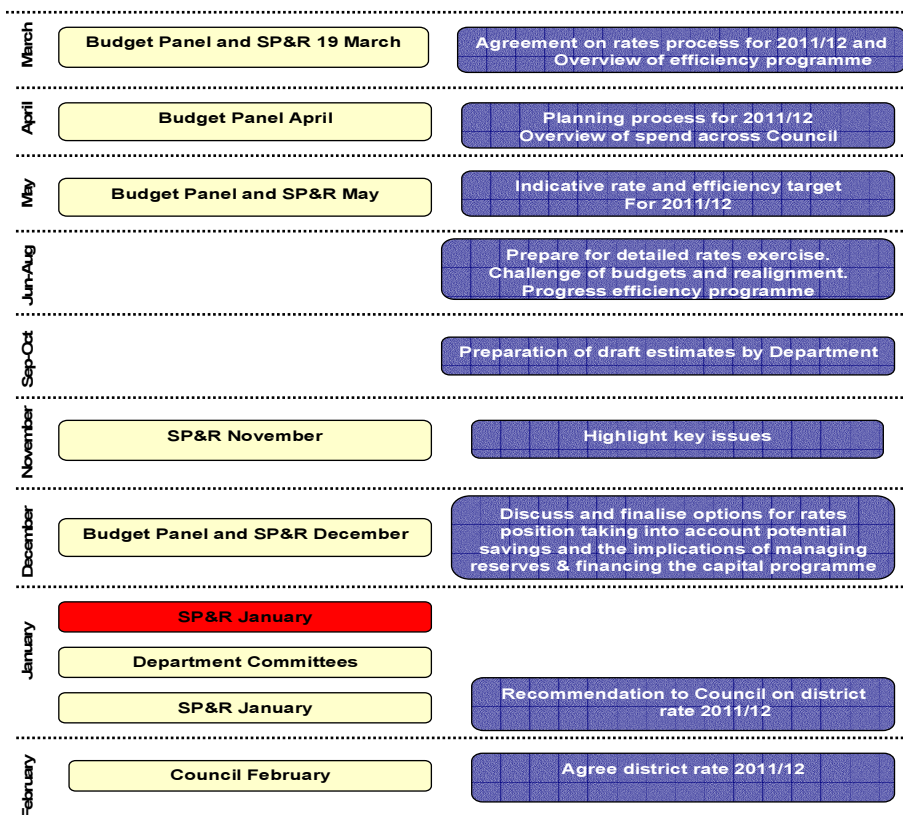 March
Budget Panel and SP&R 19 March
Agreement on rates process for 2011/12 and
Overview of efficiency programme
April
Budget Panel April
Planning process for 2011/12
Overview of spend across Council
May
Budget Panel and SP&R May
Indicative rate and efficiency target
For 2011/12
Jun-Aug
Prepare for detailed rates exercise.
Challenge of budgets and realignment.
Progress efficiency programme
Sep-Oct
Preparation of draft estimates by Department
November
SP&R November
Highlight key issues
December
Budget Panel and SP&R December
Discuss and finalise options for rates
position taking into account potential
savings and the implications of managing
reserves & financing the capital programme
January
SP&R January
Department Committees
SP&R January
Recommendation to Council on district
rate 2011/12
February
Council February
Agree district rate 2011/12